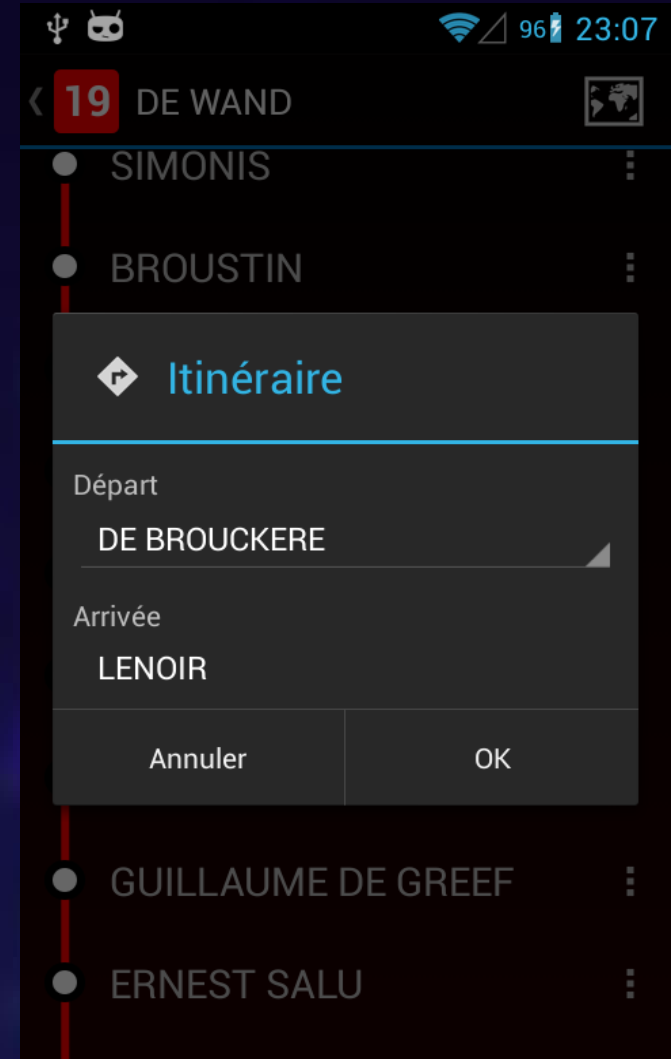 96 23:07
19 DE WAND
SIMONIS
BROUSTIN
Itinéraire
Départ
DE BROUCKERE
Arrivée
LENOIR
Annuler OK
GUILLAUME DE GREEF
ERNEST SALU